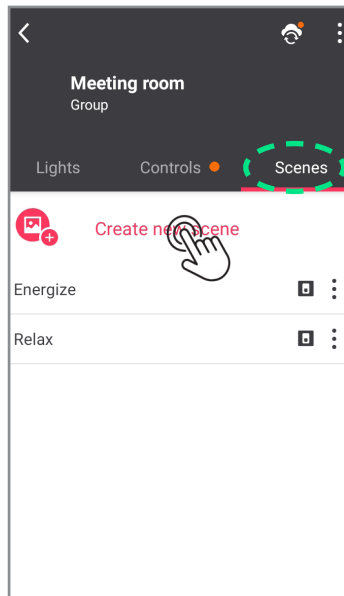 Meeting room
Group
Lights Controls Scenes
Create new scene
Energize
Relax